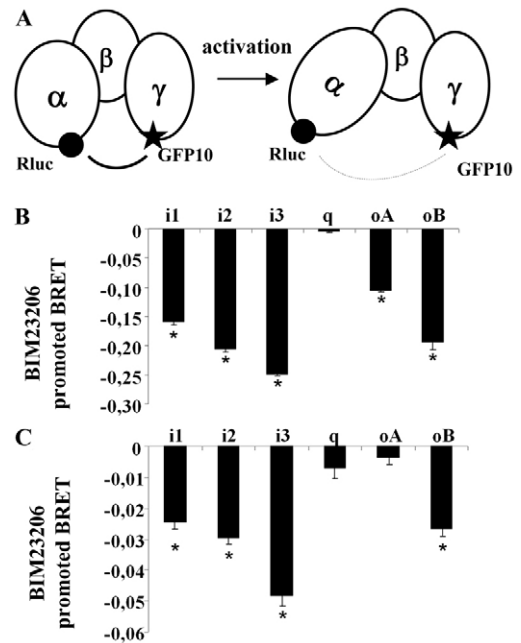 A
α β γ
Rluc GFP10
activation
α β γ
Rluc GFP10
B
i1 i2 i3 q oA oB
BIM23206
promoted BRET
0
-0,05
-0,10
-0,15
-0,20
-0,25
-0,30
* * * * *
C
i1 i2 i3 q oA oB
BIM23206
promoted BRET
0
-0,01
-0,02
-0,03
-0,04
-0,05
-0,06
* * * *